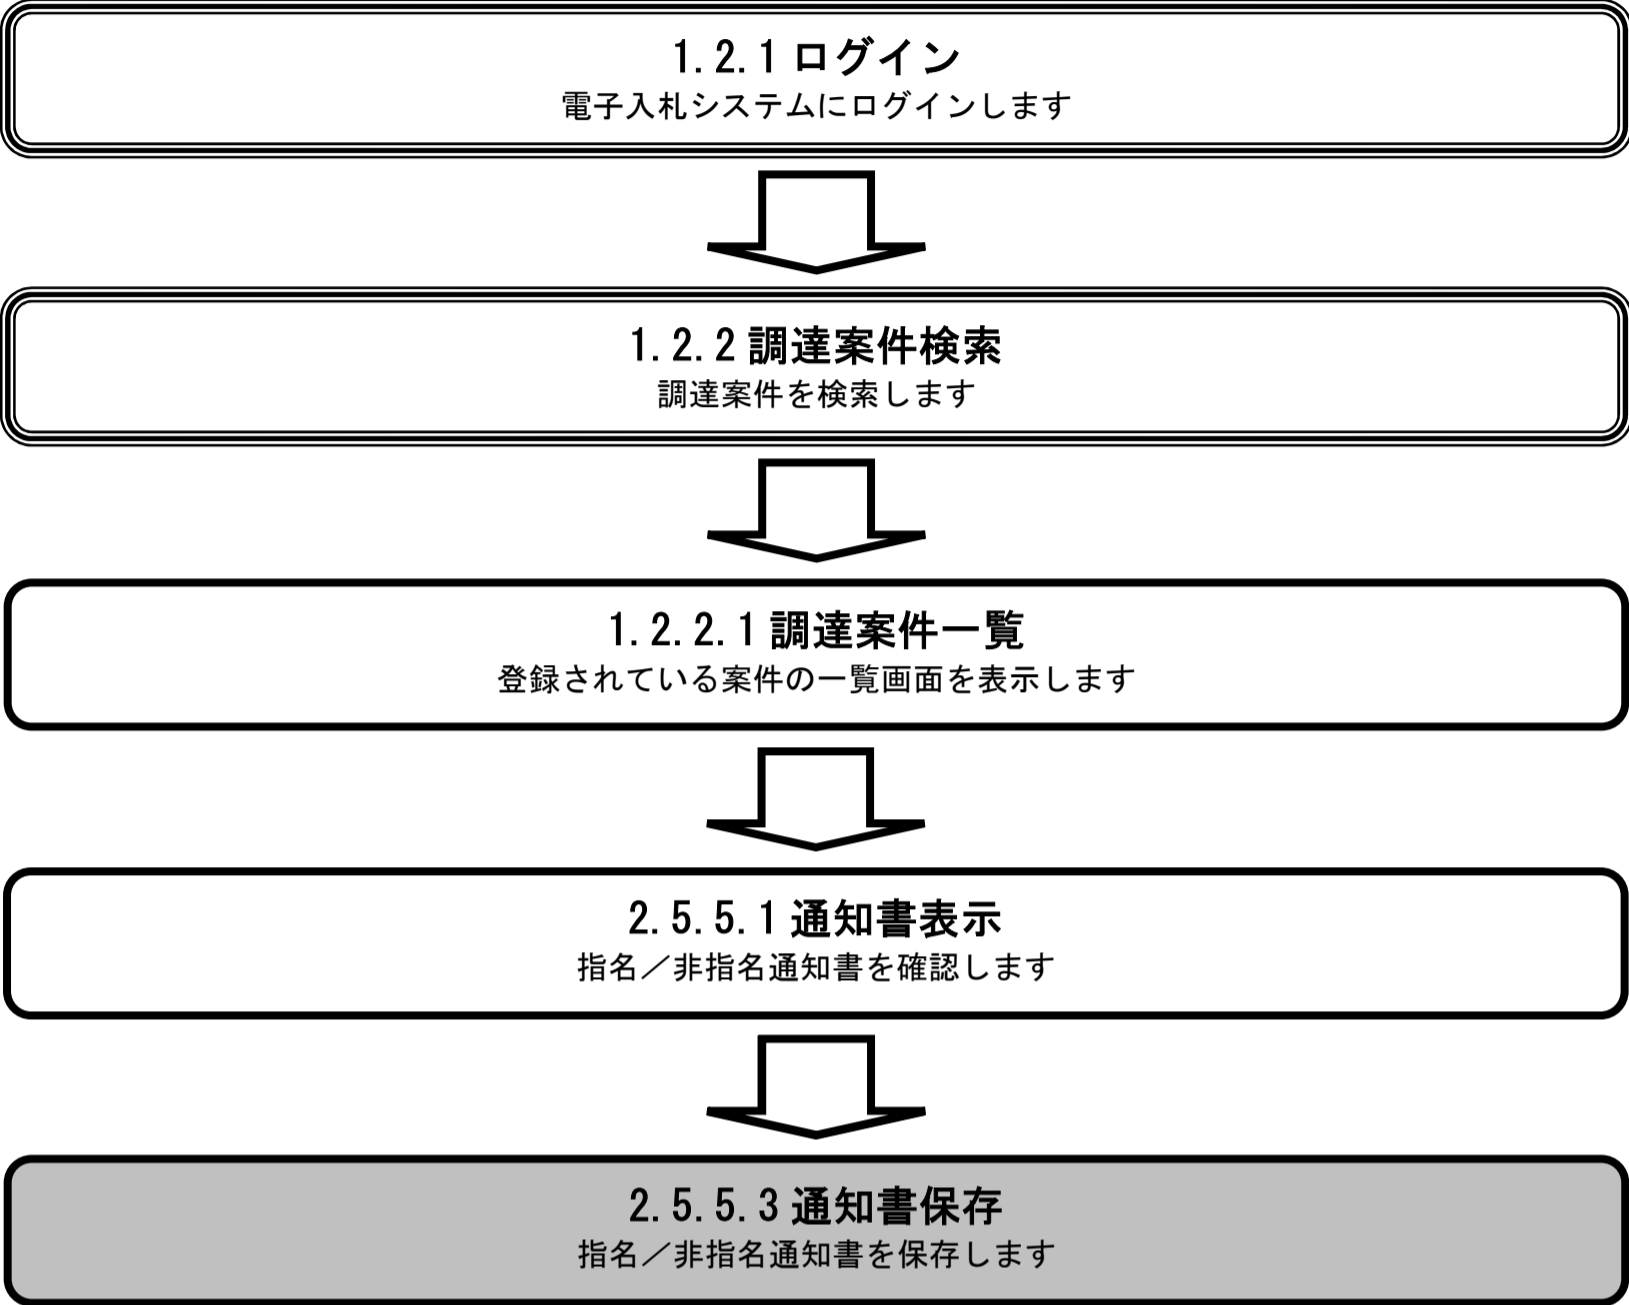 1.2.1 ログイン
電子入札システムにログインします
1.2.2 調達案件検索
調達案件を検索します
1.2.2.1 調達案件一覧
登録されている案件の一覧画面を表示します
2.5.5.1 通知書表示
指名／非指名通知書を確認します
2.5.5.3 通知書保存
指名／非指名通知書を保存します